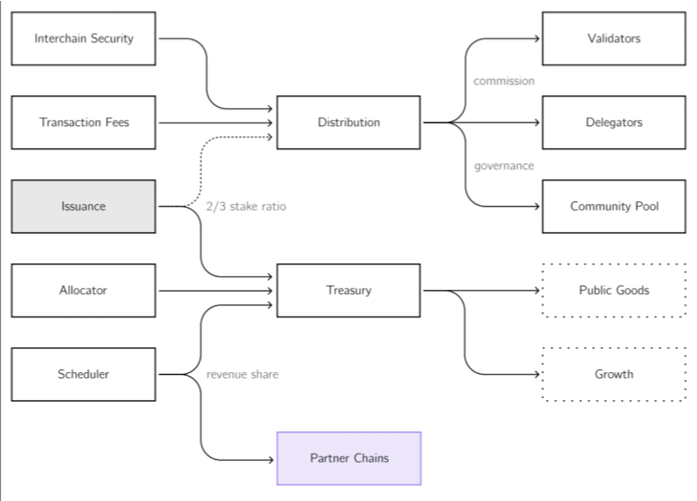 Interchain Security
Validators
commission
Transaction Fees
Distribution
Delegators
governance
Issuance
2/3 stake ratio
Community Pool
Allocator
Treasury
Public Goods
Scheduler
revenue share
Growth
Partner Chains